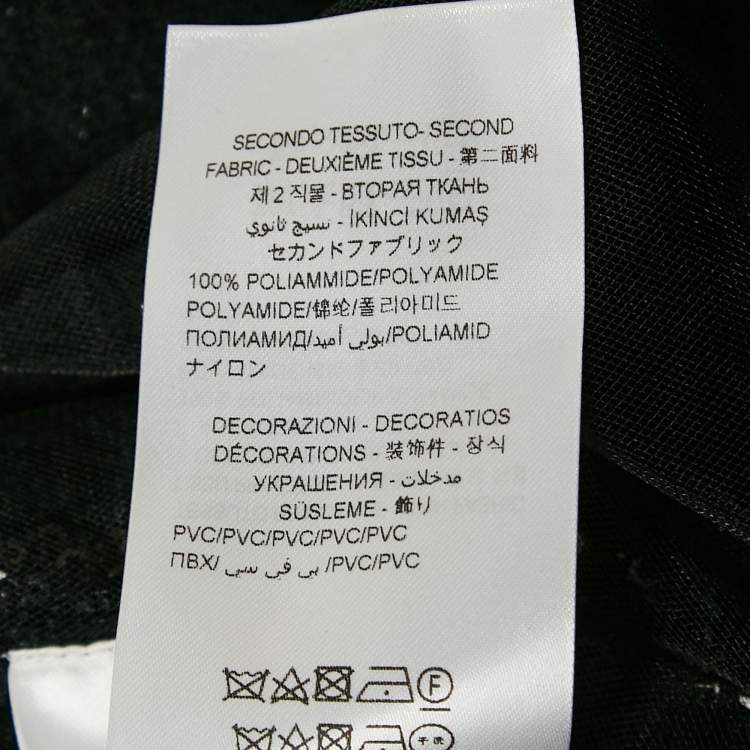 SECONDO TESSUTO- SECOND
FABRIC - DEUXIÈME TISSU - 第二面料
제 2 직물 - ВТОРАЯ ТКАНЬ
نسيج ثانوي - İKİNCİ KUMAŞ
セカンドファブリック
100% POLIAMMIDE/POLYAMIDE
POLYAMIDE/锦纶/폴리아미드
ПОЛИАМИД/بولي أميد/POLIAMID
ナイロン
DECORAZIONI - DECORATIOS
DÉCORATIONS - 装饰件 - 장식
УКРАШЕНИЯ - مدخلات
SÜSLEME - 飾り
PVC/PVC/PVC/PVC/PVC
ПВХ/ بي في سي /PVC/PVC
F